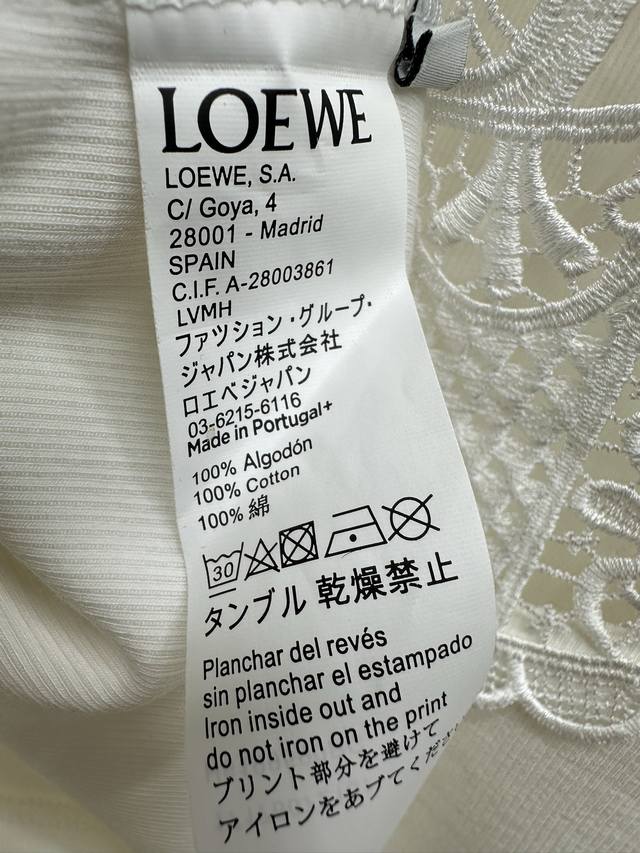 LOEWE
LOEWE, S.A.
C/ Goya, 4
28001 - Madrid
SPAIN
C.I.F. A-28003861
LVMH
ファツション・グループ・
ジャパン株式会社
ロエベジャパン
03-6215-6116
Made in Portugal+
100% Algodón
100% Cotton
100% 綿
30
タンブル 乾燥禁止
Planchar del revés
sin planchar el estampado
Iron inside out and
do not iron on the print
プリント部分を避けて
アイロンをあブてくださ